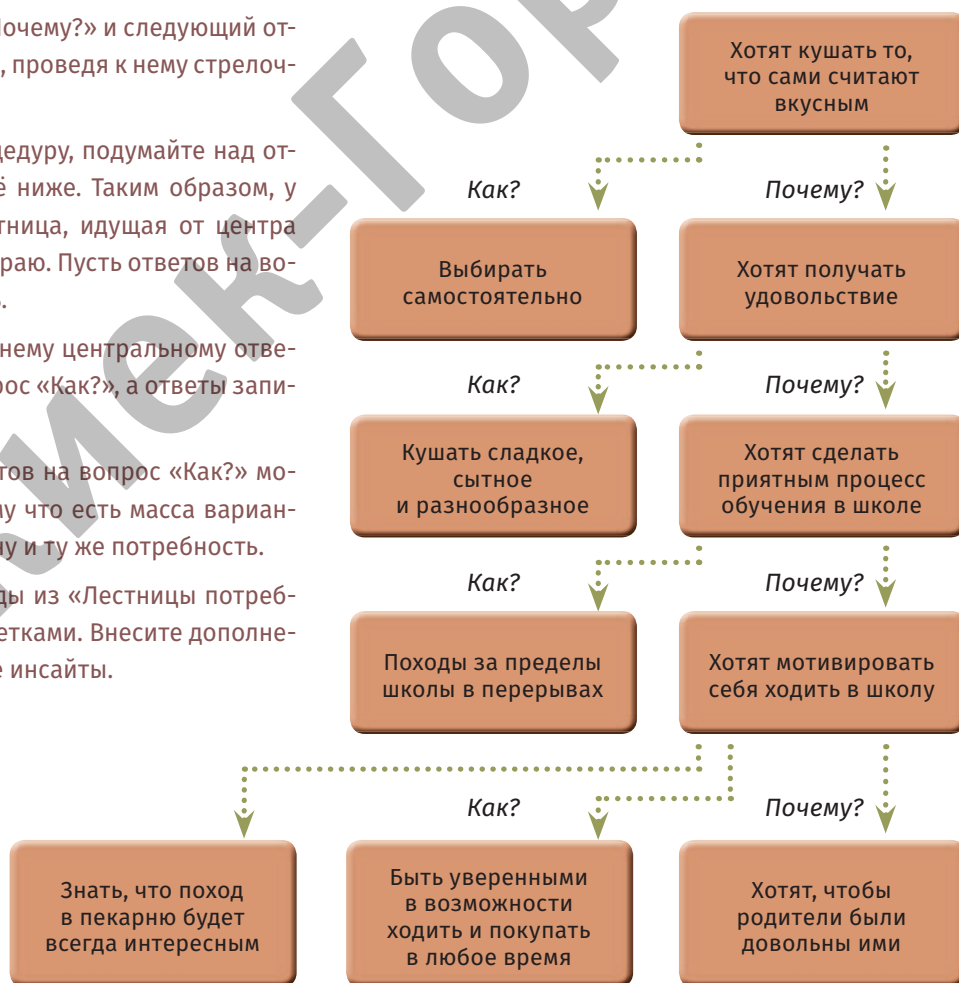 Почему?» и следующий от-
, проведя к нему стрелоч-
едуру, подумайте над от-
ё ниже. Таким образом, у
тница, идущая от центра
раю. Пусть ответов на во-
нему центральному отве-
рос «Как?», а ответы запи-
тов на вопрос «Как?» мо-
му что есть масса вариан-
ну и ту же потребность.
ды из «Лестницы потреб-
етками. Внесите дополне-
е инсайты.
Хотят кушать то,
что сами считают
вкусным
Как?
Почему?
Выбирать
самостоятельно
Хотят получать
удовольствие
Как?
Почему?
Кушать сладкое,
сытное
и разнообразное
Хотят сделать
приятным процесс
обучения в школе
Как?
Почему?
Походы за пределы
школы в перерывах
Хотят мотивировать
себя ходить в школу
Как?
Почему?
Знать, что поход
в пекарню будет
всегда интересным
Быть уверенными
в возможности
ходить и покупать
в любое время
Хотят, чтобы
родители были
довольны ими